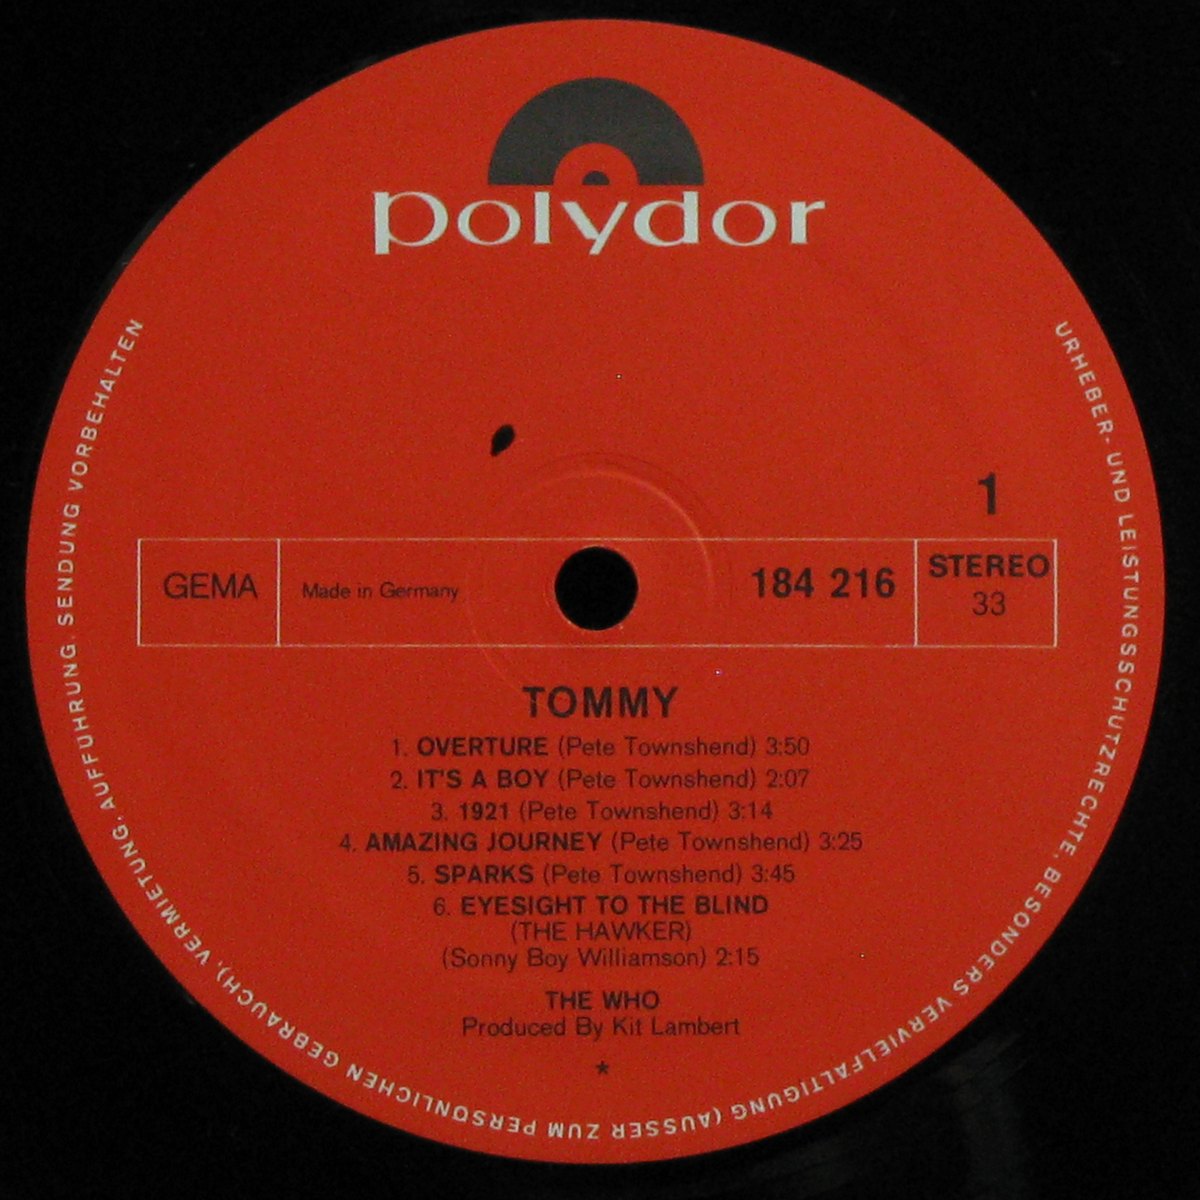 polydor
1
GEMA
Made in Germany
184 216
STEREO
33
TOMMY
1. OVERTURE (Pete Townshend) 3:50
2. IT'S A BOY (Pete Townshend) 2:07
3. 1921 (Pete Townshend) 3:14
4. AMAZING JOURNEY (Pete Townshend) 3:25
5. SPARKS (Pete Townshend) 3:45
6. EYESIGHT TO THE BLIND
(THE HAWKER)
(Sonny Boy Williamson) 2:15
THE WHO
Produced By Kit Lambert
*
URHEBER- UND LEISTUNGSSCHUTZRECHTE, BESONDERS VERVIELFÄLTIGUNG (AUSSER ZUM PERSÖNLICHEN GEBRAUCH), VERMIETUNG, AUFFÜHRUNG, SENDUNG VORBEHALTEN